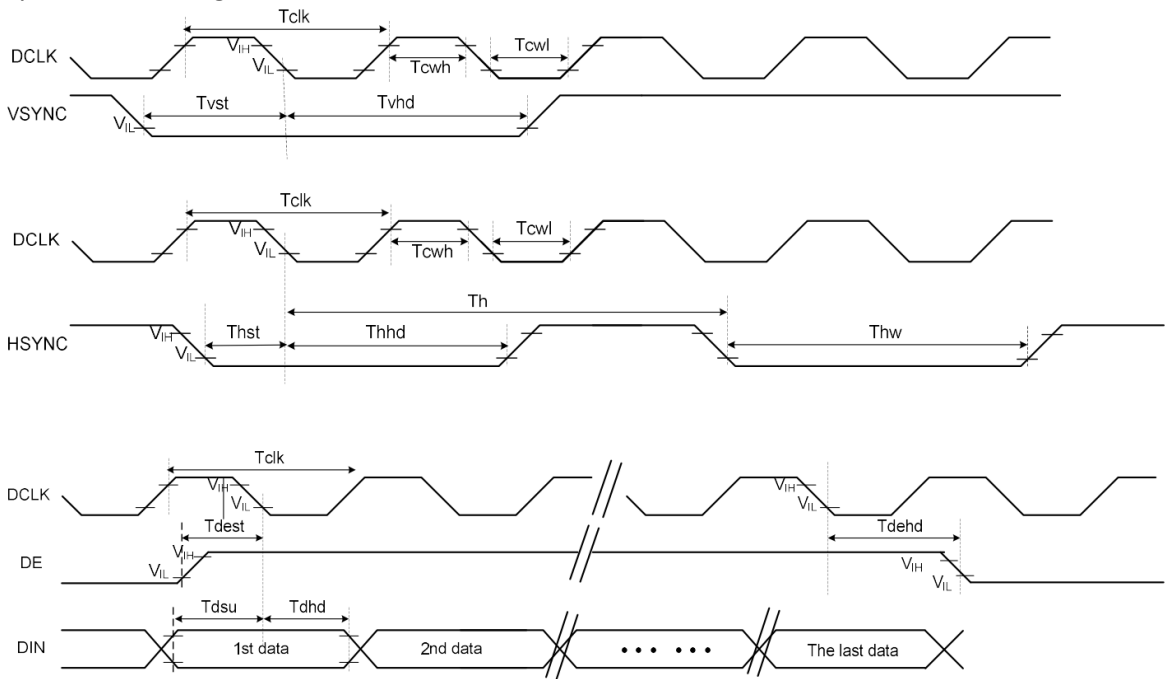 Tclk
DCLK VIH VIL Tcwh Tcwl
VSYNC VIL Tvst Tvhd
Tclk
DCLK VIH VIL Tcwh Tcwl
Th
HSYNC VIH VIL Thst Thhd Thw
Tclk
DCLK VIH VIL VIH VIL
Tdest Tdehd
DE VIH VIL VIH VIL
Tdsu Tdhd
DIN 1st data 2nd data ••• ••• The last data